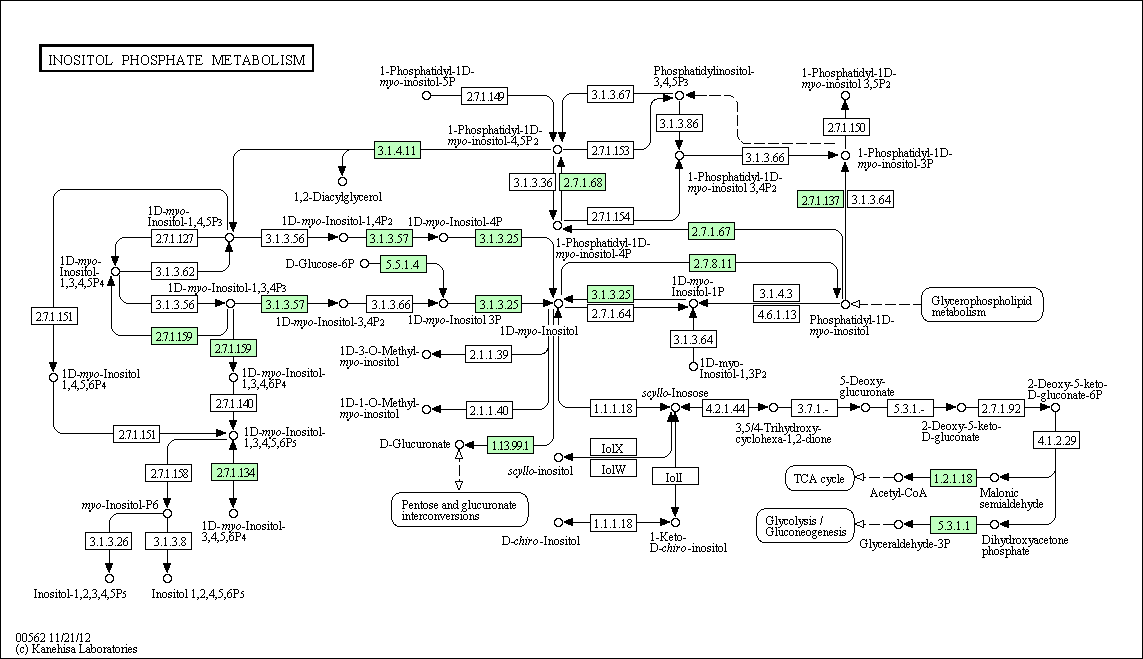 INOSITOL PHOSPHATE METABOLISM
1-Phosphatidyl-1D-
myo-inositol-5P
2.7.1.149
3.1.3.67
Phosphatidylinositol-
3,4,5P3
1-Phosphatidyl-1D-
myo-inositol 3,5P2
3.1.3.86
2.7.1.150
1-Phosphatidyl-1D-
myo-inositol-4,5P2
3.1.4.11
2.7.1.153
3.1.3.66
1-Phosphatidyl-1D-
myo-inositol-3P
1,2-Diacylglycerol
3.1.3.36
2.7.1.68
1-Phosphatidyl-1D-
myo-inositol 3,4P2
2.7.1.137
3.1.3.64
2.7.1.154
1D-myo-
Inositol-1,4,5P3
1D-myo-Inositol-1,4P2
1D-myo-Inositol-4P
2.7.1.127
3.1.3.56
3.1.3.57
3.1.3.25
2.7.1.67
1-Phosphatidyl-1D-
myo-inositol-4P
1D-myo-
Inositol-
1,3,4,5P4
3.1.3.62
D-Glucose-6P
5.5.1.4
2.7.8.11
1D-myo-Inositol-1,3,4P3
1D-myo-
Inositol-1P
3.1.3.56
3.1.3.57
3.1.3.66
3.1.3.25
3.1.3.25
2.7.1.64
3.1.4.3
4.6.1.13
Glycerophospholipid
metabolism
1D-myo-Inositol-3,4P2
1D-myo-Inositol 3P
1D-myo-Inositol
Phosphatidyl-1D-
myo-inositol
2.7.1.151
2.7.1.159
2.7.1.159
3.1.3.64
1D-3-O-Methyl-
myo-inositol
2.1.1.39
1D-myo-
Inositol-1,3P2
1D-myo-Inositol
1,4,5,6P4
1D-myo-Inositol-
1,3,4,6P4
2.7.1.140
1D-1-O-Methyl-
myo-inositol
2.1.1.40
1.1.1.18
scyllo-Inosose
4.2.1.44
3.7.1.-
5-Deoxy-
glucuronate
5.3.1.-
2.7.1.92
2-Deoxy-5-keto-
D-gluconate-6P
3,5/4-Trihydroxy-
cyclohexa-1,2-dione
2-Deoxy-5-keto-
D-gluconate
4.1.2.29
2.7.1.151
1D-myo-Inositol-
1,3,4,5,6P5
D-Glucuronate
1.13.99.1
IolX
IolW
scyllo-inositol
IolI
2.7.1.158
2.7.1.134
TCA cycle
Acetyl-CoA
1.2.1.18
Malonic
semialdehyde
myo-Inositol-P6
Pentose and glucuronate
interconversions
1D-myo-Inositol-
3,4,5,6P4
1.1.1.18
D-chiro-Inositol
1-Keto-
D-chiro-inositol
Glycolysis /
Gluconeogenesis
Glyceraldehyde-3P
5.3.1.1
Dihydroxyacetone
phosphate
3.1.3.26
3.1.3.8
Inositol-1,2,3,4,5P5
Inositol 1,2,4,5,6P5
00562 11/21/12
(c) Kanehisa Laboratories